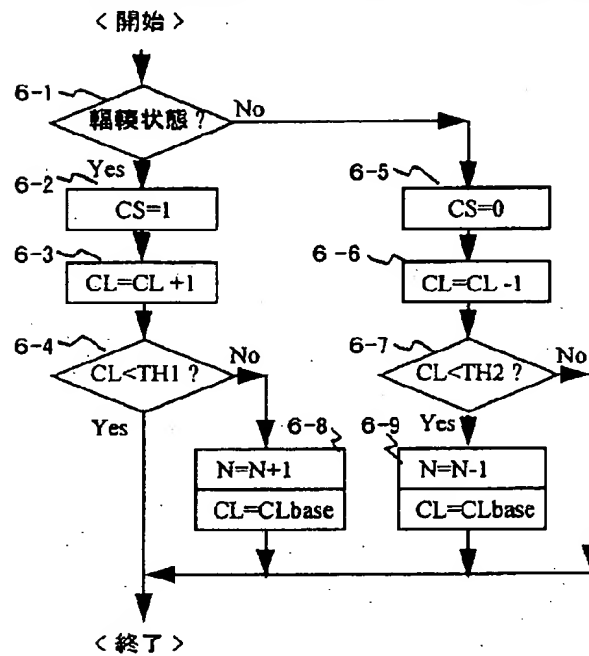 <開始>
6-1
輻輳状態?
No
Yes
6-2
CS=1
6-5
CS=0
6-3
CL=CL +1
6-6
CL=CL -1
6-4
CL<TH1?
No
Yes
6-7
CL<TH2?
No
Yes
6-8
N=N+1
CL=CLbase
6-9
N=N-1
CL=CLbase
<終了>